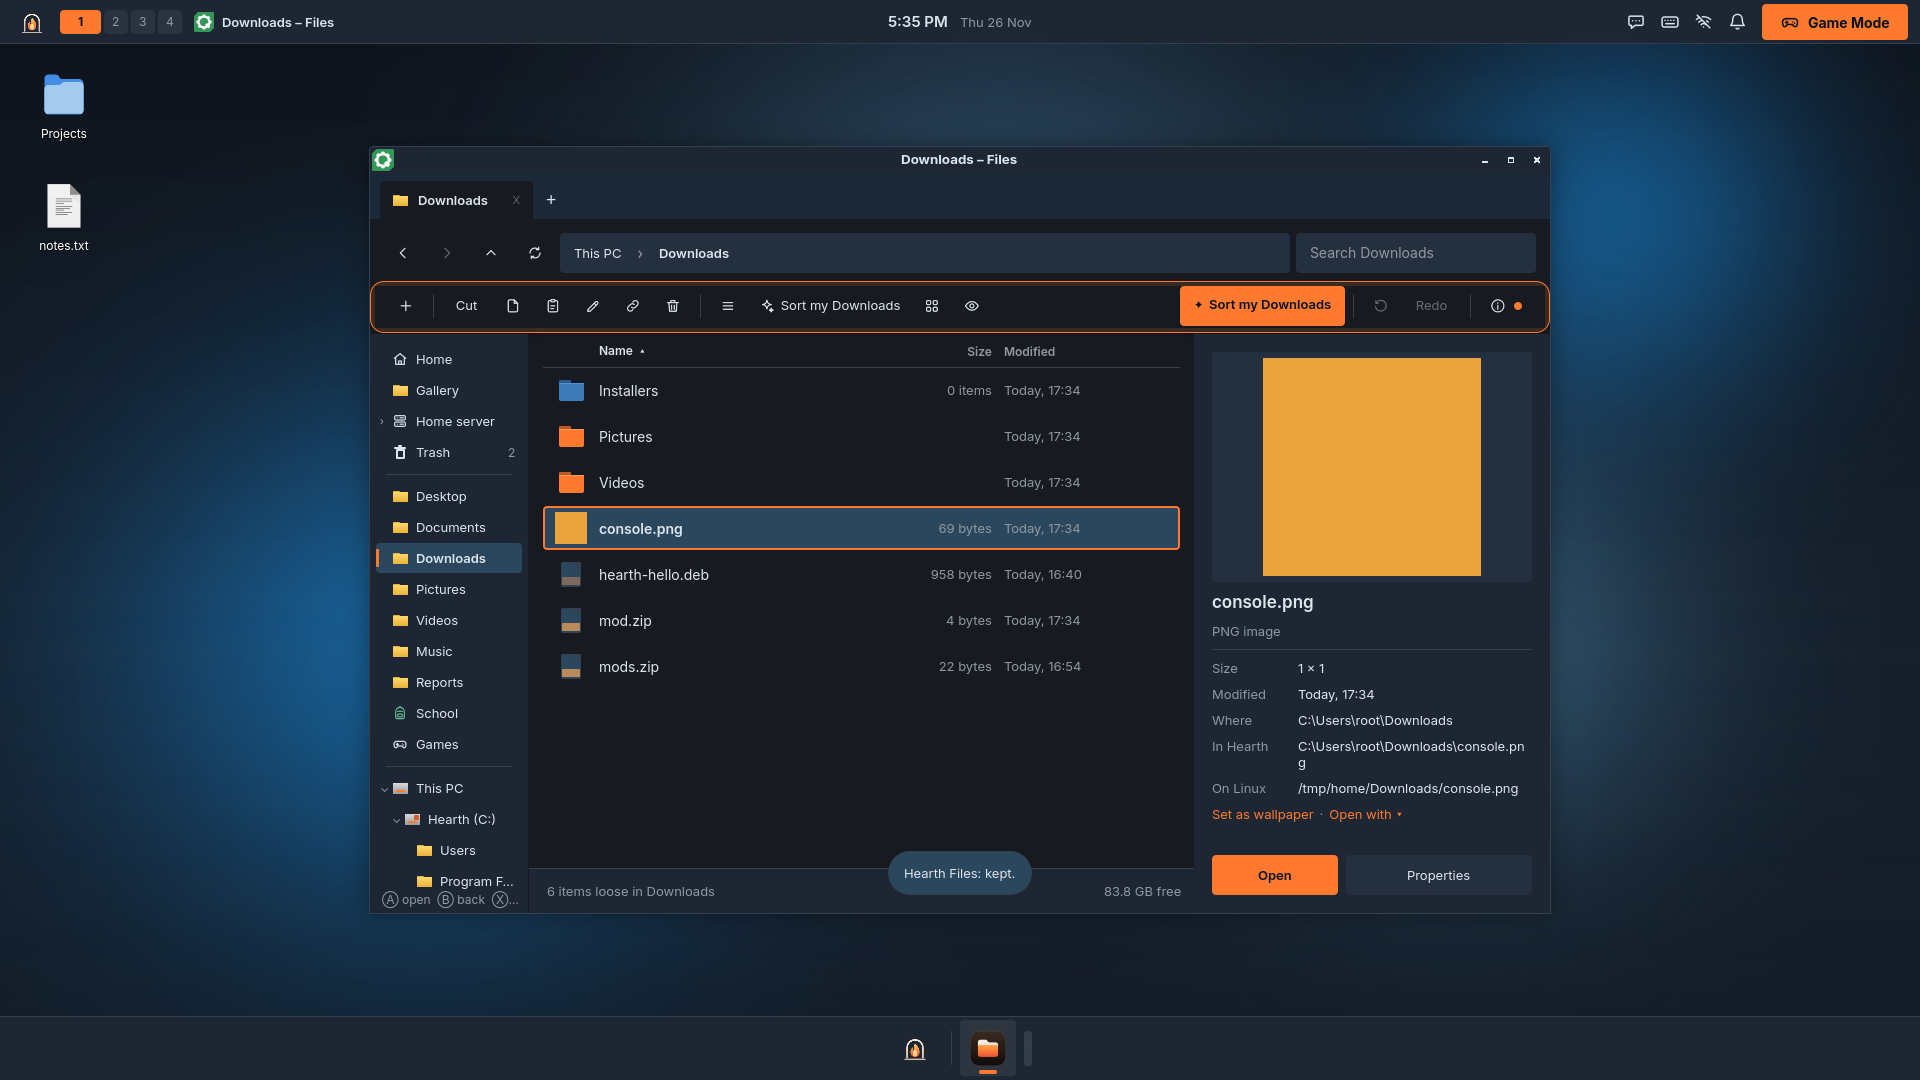 1 2 3 4 Downloads – Files
5:35 PM Thu 26 Nov
Game Mode
Projects
notes.txt
Downloads – Files
Downloads
This PC › Downloads
Search Downloads
Cut
Sort my Downloads
Sort my Downloads
Redo
Home
Gallery
Home server
Trash 2
Desktop
Documents
Downloads
Pictures
Videos
Music
Reports
School
Games
This PC
Hearth (C:)
Users
Program F...
A open B back X...
Name Size Modified
Installers 0 items Today, 17:34
Pictures Today, 17:34
Videos Today, 17:34
console.png 69 bytes Today, 17:34
hearth-hello.deb 958 bytes Today, 16:40
mod.zip 4 bytes Today, 17:34
mods.zip 22 bytes Today, 16:54
6 items loose in Downloads
Hearth Files: kept.
83.8 GB free
console.png
PNG image
Size 1 × 1
Modified Today, 17:34
Where C:\Users\root\Downloads
In Hearth C:\Users\root\Downloads\console.pn
g
On Linux /tmp/home/Downloads/console.png
Set as wallpaper · Open with
Open
Properties